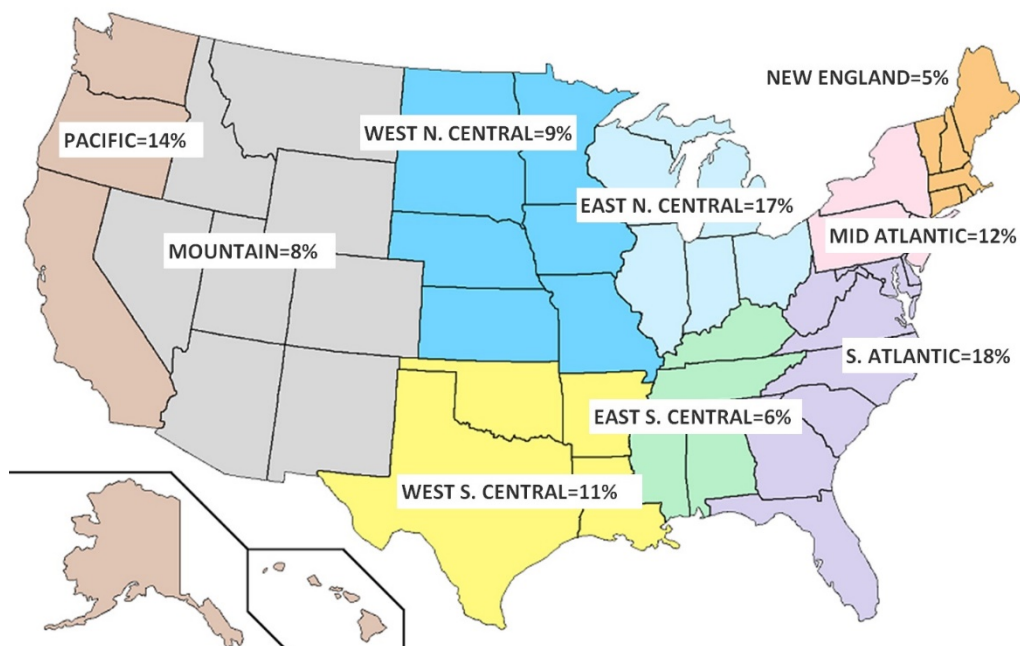 NEW ENGLAND=5%
PACIFIC=14%
WEST N. CENTRAL=9%
EAST N. CENTRAL=17%
MID ATLANTIC=12%
MOUNTAIN=8%
S. ATLANTIC=18%
EAST S. CENTRAL=6%
WEST S. CENTRAL=11%